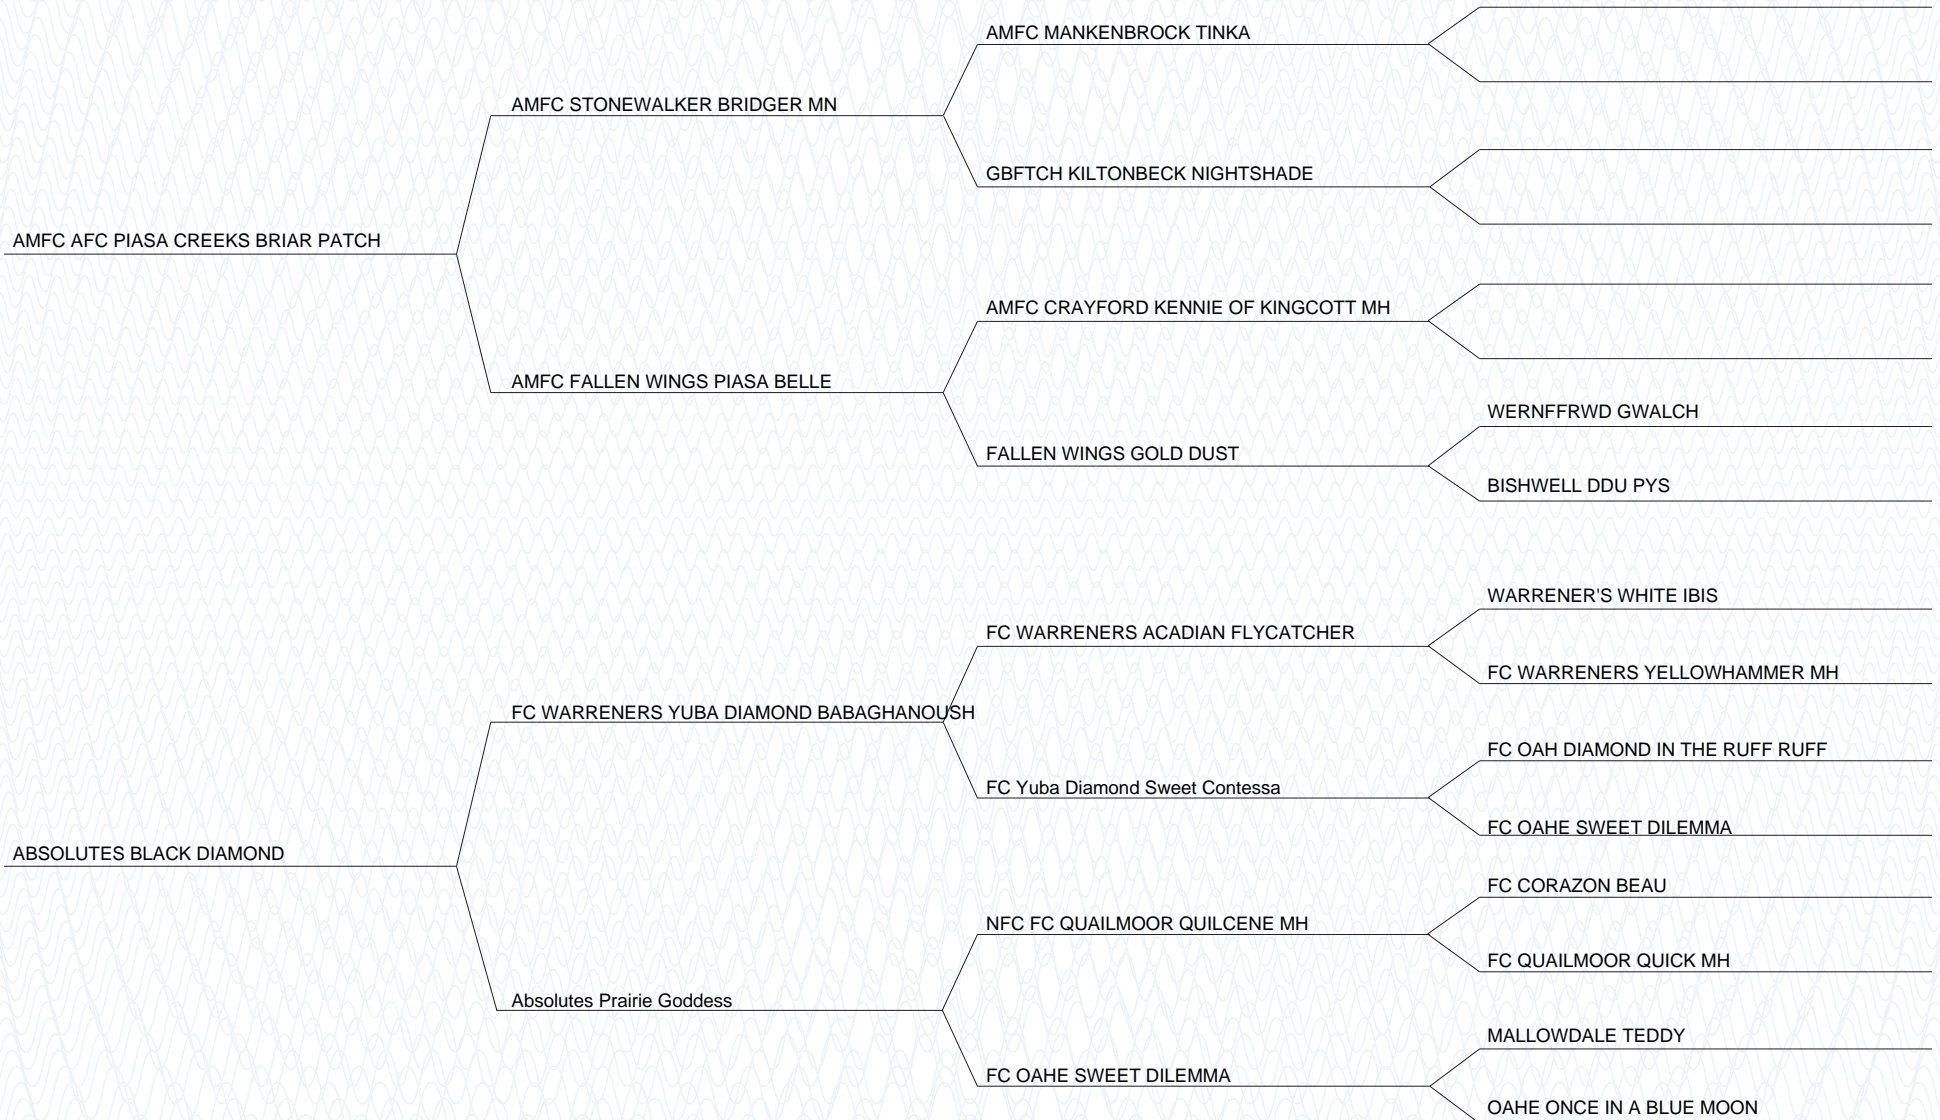 AMFC MANKENBROCK TINKA
AMFC STONEWALKER BRIDGER MN
GBFTCH KILTONBECK NIGHTSHADE
AMFC AFC PIASA CREEKS BRIAR PATCH
AMFC CRAYFORD KENNIE OF KINGCOTT MH
AMFC FALLEN WINGS PIASA BELLE
WERNFFRWD GWALCH
FALLEN WINGS GOLD DUST
BISHWELL DDU PYS
WARRENER'S WHITE IBIS
FC WARRENERS ACADIAN FLYCATCHER
FC WARRENERS YELLOWHAMMER MH
FC WARRENERS YUBA DIAMOND BABAGHANOUSH
FC OAH DIAMOND IN THE RUFF RUFF
FC Yuba Diamond Sweet Contessa
FC OAHE SWEET DILEMMA
ABSOLUTES BLACK DIAMOND
FC CORAZON BEAU
NFC FC QUAILMOOR QUILCENE MH
FC QUAILMOOR QUICK MH
Absolutes Prairie Goddess
MALLOWDALE TEDDY
FC OAHE SWEET DILEMMA
OAHE ONCE IN A BLUE MOON